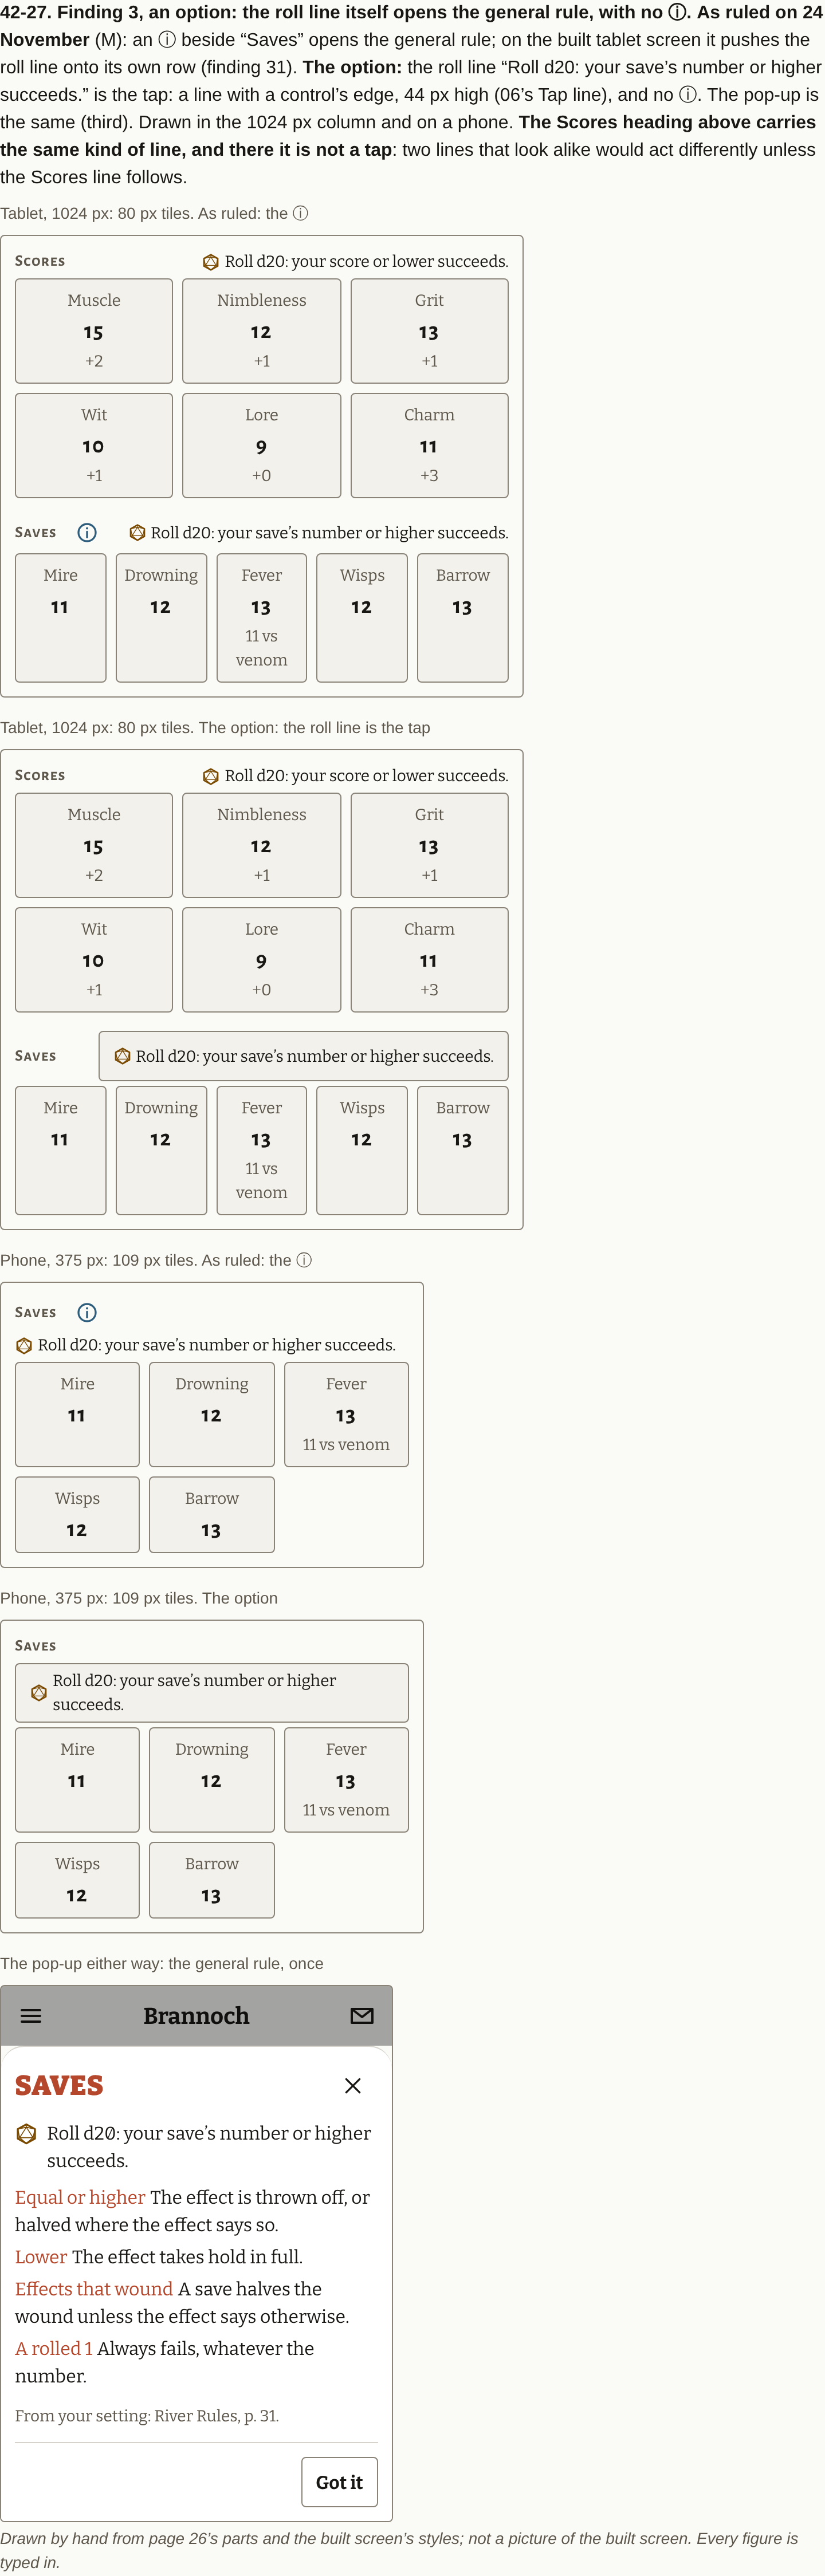 42-27. Finding 3, an option: the roll line itself opens the general rule, with no ⓘ. As ruled on 24
November (M): an ⓘ beside “Saves” opens the general rule; on the built tablet screen it pushes the
roll line onto its own row (finding 31). The option: the roll line “Roll d20: your save’s number or higher
succeeds.” is the tap: a line with a control’s edge, 44 px high (06’s Tap line), and no ⓘ. The pop-up is
the same (third). Drawn in the 1024 px column and on a phone. The Scores heading above carries
the same kind of line, and there it is not a tap: two lines that look alike would act differently unless
the Scores line follows.
Tablet, 1024 px: 80 px tiles. As ruled: the ⓘ
SCORES Roll d20: your score or lower succeeds.
Muscle Nimbleness Grit
15 12 13
+2 +1 +1
Wit Lore Charm
10 9 11
+1 +0 +3
SAVES ⓘ Roll d20: your save’s number or higher succeeds.
Mire Drowning Fever Wisps Barrow
11 12 13 12 13
11 vs
venom
Tablet, 1024 px: 80 px tiles. The option: the roll line is the tap
SCORES Roll d20: your score or lower succeeds.
Muscle Nimbleness Grit
15 12 13
+2 +1 +1
Wit Lore Charm
10 9 11
+1 +0 +3
SAVES Roll d20: your save’s number or higher succeeds.
Mire Drowning Fever Wisps Barrow
11 12 13 12 13
11 vs
venom
Phone, 375 px: 109 px tiles. As ruled: the ⓘ
SAVES ⓘ
Roll d20: your save’s number or higher succeeds.
Mire Drowning Fever
11 12 13
11 vs venom
Wisps Barrow
12 13
Phone, 375 px: 109 px tiles. The option
SAVES
Roll d20: your save’s number or higher
succeeds.
Mire Drowning Fever
11 12 13
11 vs venom
Wisps Barrow
12 13
The pop-up either way: the general rule, once
Brannoch
SAVES
Roll d20: your save’s number or higher
succeeds.
Equal or higher The effect is thrown off, or
halved where the effect says so.
Lower The effect takes hold in full.
Effects that wound A save halves the
wound unless the effect says otherwise.
A rolled 1 Always fails, whatever the
number.
From your setting: River Rules, p. 31.
Got it
Drawn by hand from page 26’s parts and the built screen’s styles; not a picture of the built screen. Every figure is
typed in.